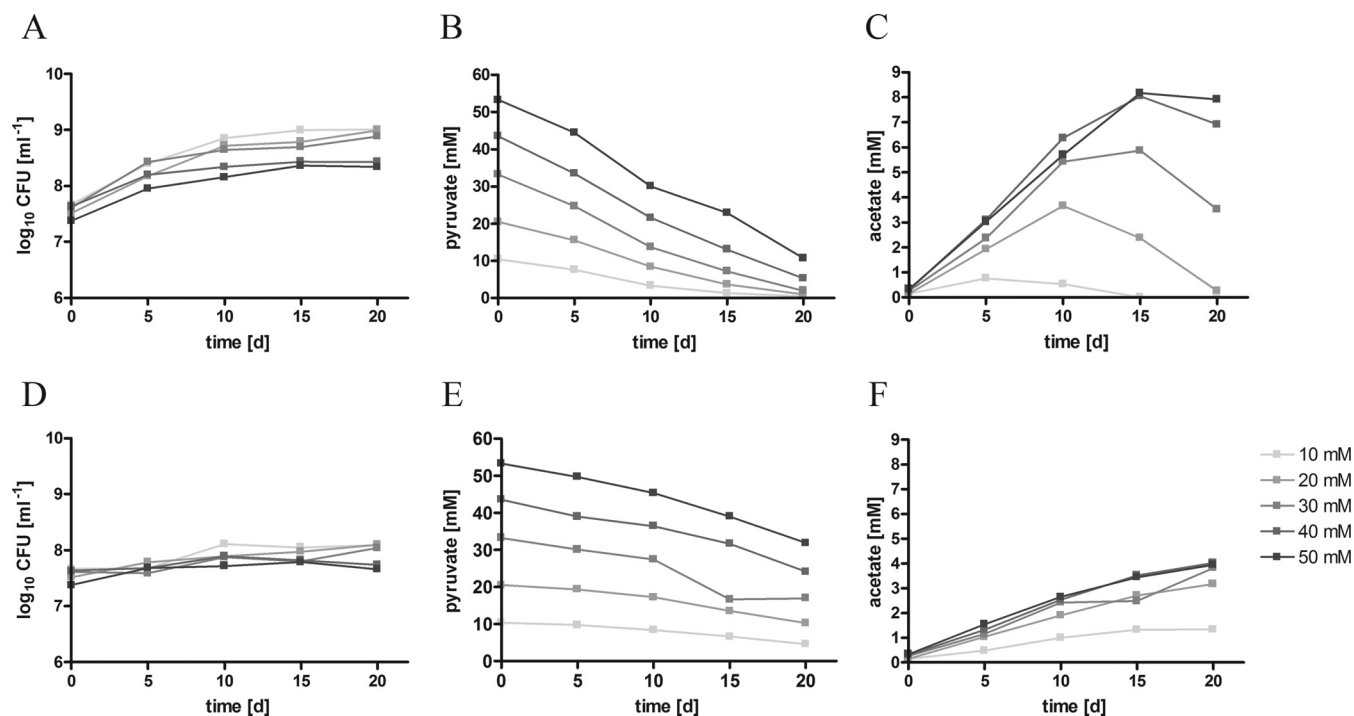 A
B
C
log10 CFU [ml-1]
10
9
8
7
6
0 5 10 15 20
time [d]
pyruvate [mM]
60
50
40
30
20
10
0
0 5 10 15 20
time [d]
acetate [mM]
9
8
7
6
5
4
3
2
1
0
0 5 10 15 20
time [d]
D
E
F
log10 CFU [ml-1]
10
9
8
7
6
0 5 10 15 20
time [d]
pyruvate [mM]
60
50
40
30
20
10
0
0 5 10 15 20
time [d]
acetate [mM]
9
8
7
6
5
4
3
2
1
0
0 5 10 15 20
time [d]
10 mM
20 mM
30 mM
40 mM
50 mM